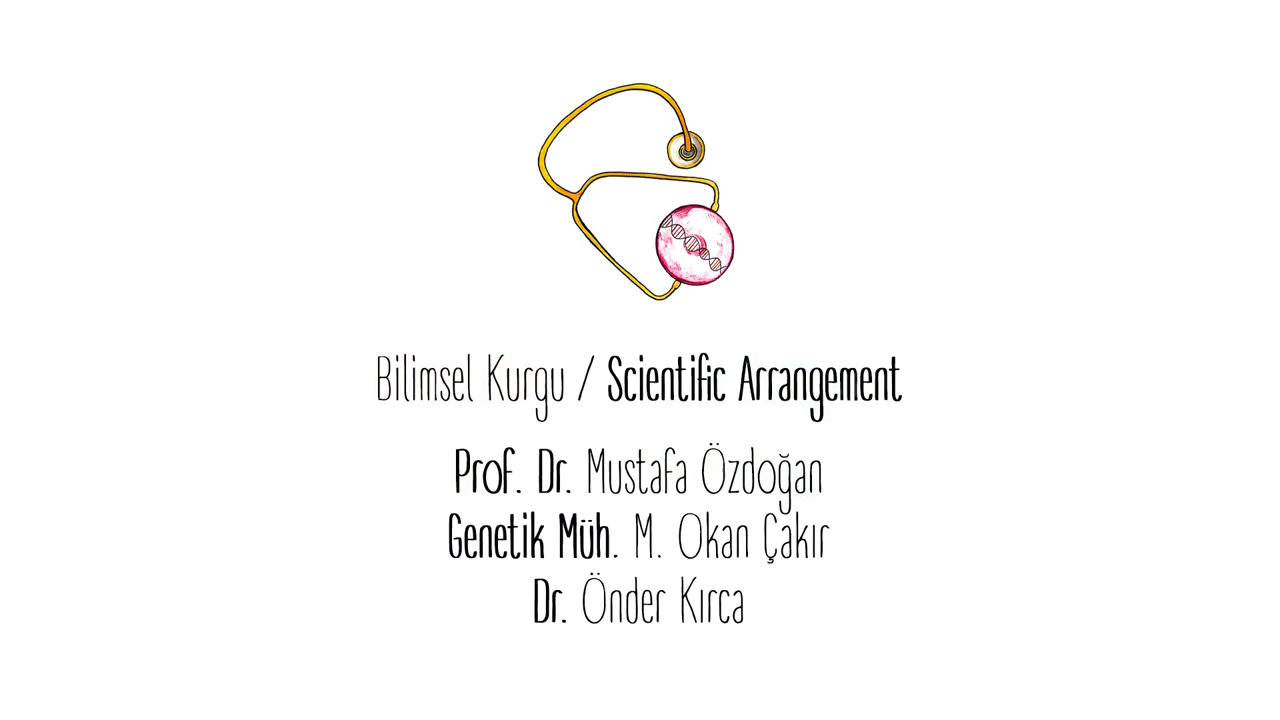 Bilimsel Kurgu / Scientific Arrangement
Prof. Dr. Mustafa Özdoğan
Genetik Müh. M. Okan Çakır
Dr. Önder Kırca